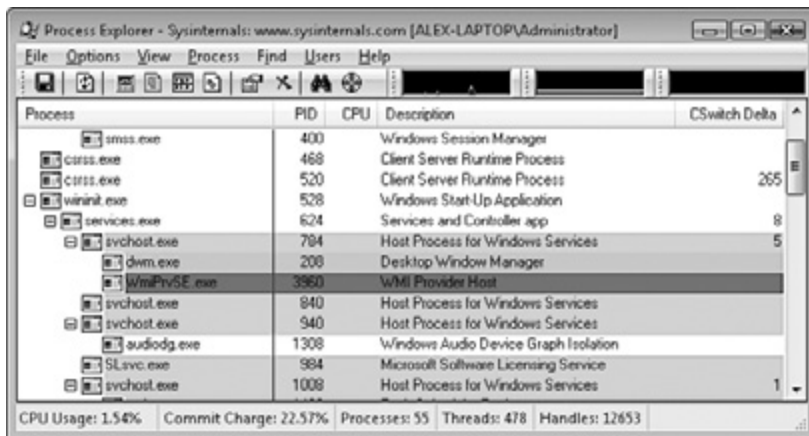 Process Explorer - Sysinternals: www.sysinternals.com [ALEX-LAPTOP\Administrator]
File Options View Process Find Users Help
Process PID CPU Description CSwitch Delta
smss.exe 400 Windows Session Manager
csrss.exe 468 Client Server Runtime Process
csrss.exe 520 Client Server Runtime Process 265
wininit.exe 528 Windows Start-Up Application
services.exe 624 Services and Controller app 8
svchost.exe 784 Host Process for Windows Services 5
dwm.exe 208 Desktop Window Manager
WmiPrvSE.exe 3960 WMI Provider Host
svchost.exe 840 Host Process for Windows Services
svchost.exe 940 Host Process for Windows Services
audiodg.exe 1308 Windows Audio Device Graph Isolation
SLsvc.exe 984 Microsoft Software Licensing Service
svchost.exe 1008 Host Process for Windows Services 1
CPU Usage: 1.54% Commit Charge: 22.57% Processes: 55 Threads: 478 Handles: 12653